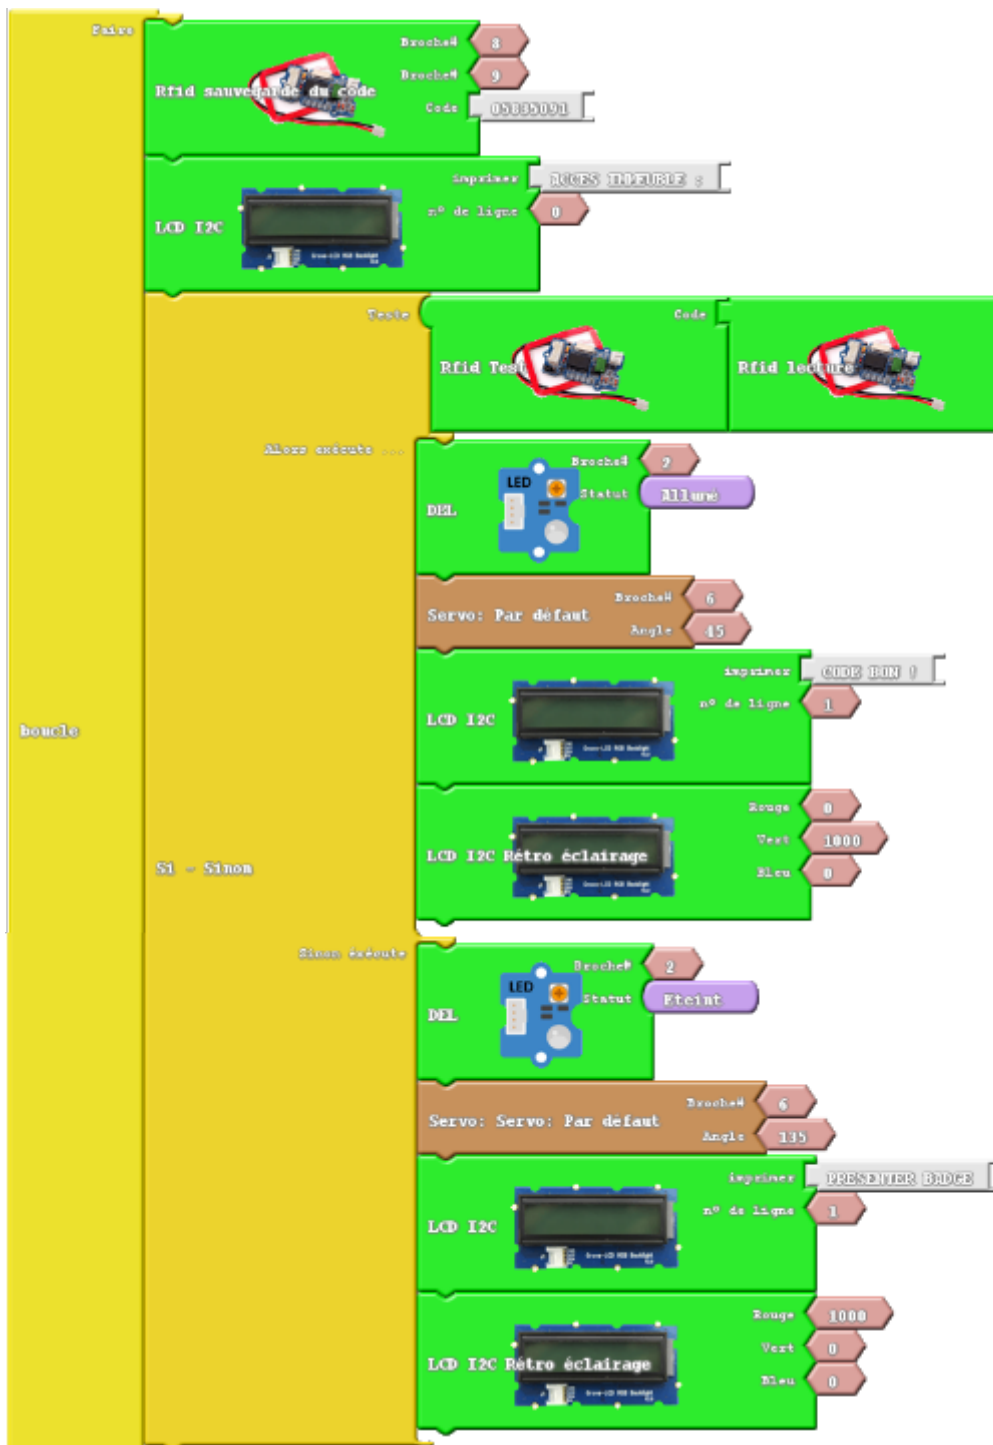 Faire
Broche# 8
Broche# 9
Rfid sauvegarde du code
Code 05835091
imprimer ACCES IMMEUBLE :
n° de ligne 0
LCD I2C
Teste
Code
Rfid Test
Rfid lecture
Alors exécute ...
Broche# 2
LED
Statut Allumé
DEL
Broche# 6
Servo: Par défaut
Angle 45
imprimer CODE BON !
n° de ligne 1
LCD I2C
boucle
Rouge 0
Vert 1000
LCD I2C Rétro éclairage
Bleu 0
Si - Sinon
Sinon éxécute
Broche# 2
LED
Statut Eteint
DEL
Broche# 6
Servo: Servo: Par défaut
Angle 135
imprimer PRESENTER BADGE
n° de ligne 1
LCD I2C
Rouge 1000
Vert 0
LCD I2C Rétro éclairage
Bleu 0